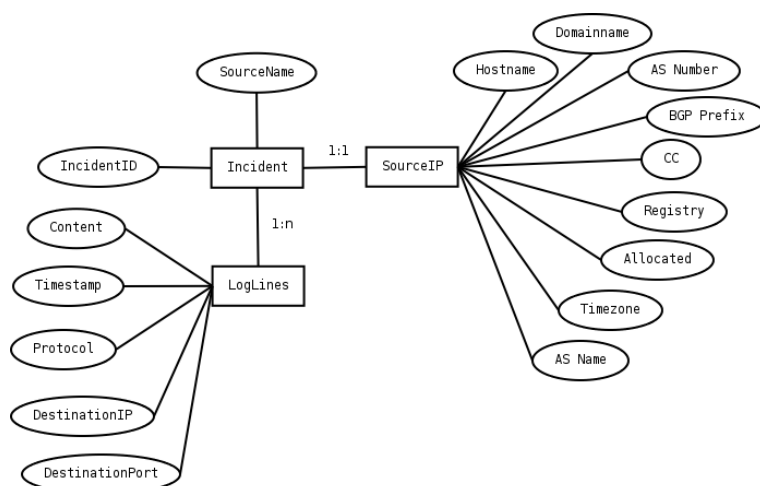 Domainname
SourceName
Hostname
AS Number
BGP Prefix
1:1
IncidentID
Incident
SourceIP
CC
Content
1:n
Registry
Timestamp
LogLines
Allocated
Protocol
Timezone
AS Name
DestinationIP
DestinationPort